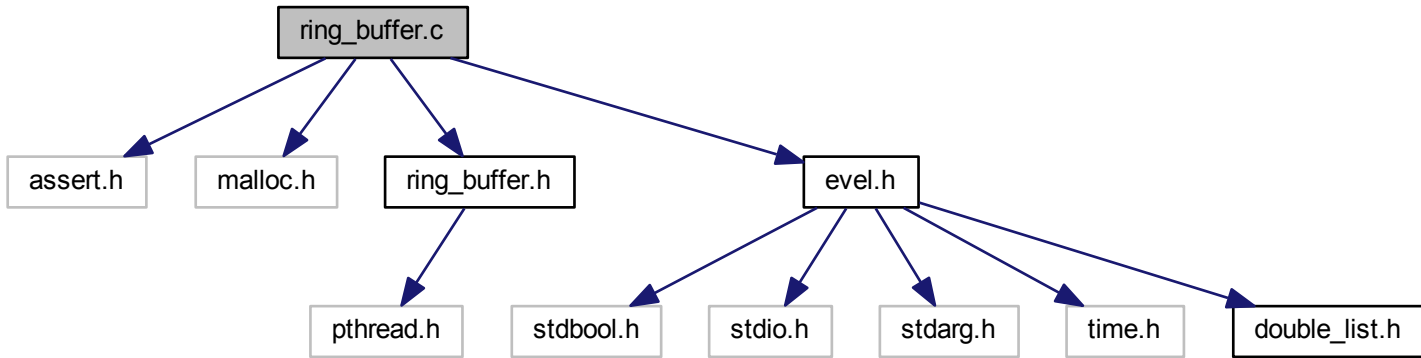 ring_buffer.c
assert.h
malloc.h
ring_buffer.h
evel.h
pthread.h
stdbool.h
stdio.h
stdarg.h
time.h
double_list.h